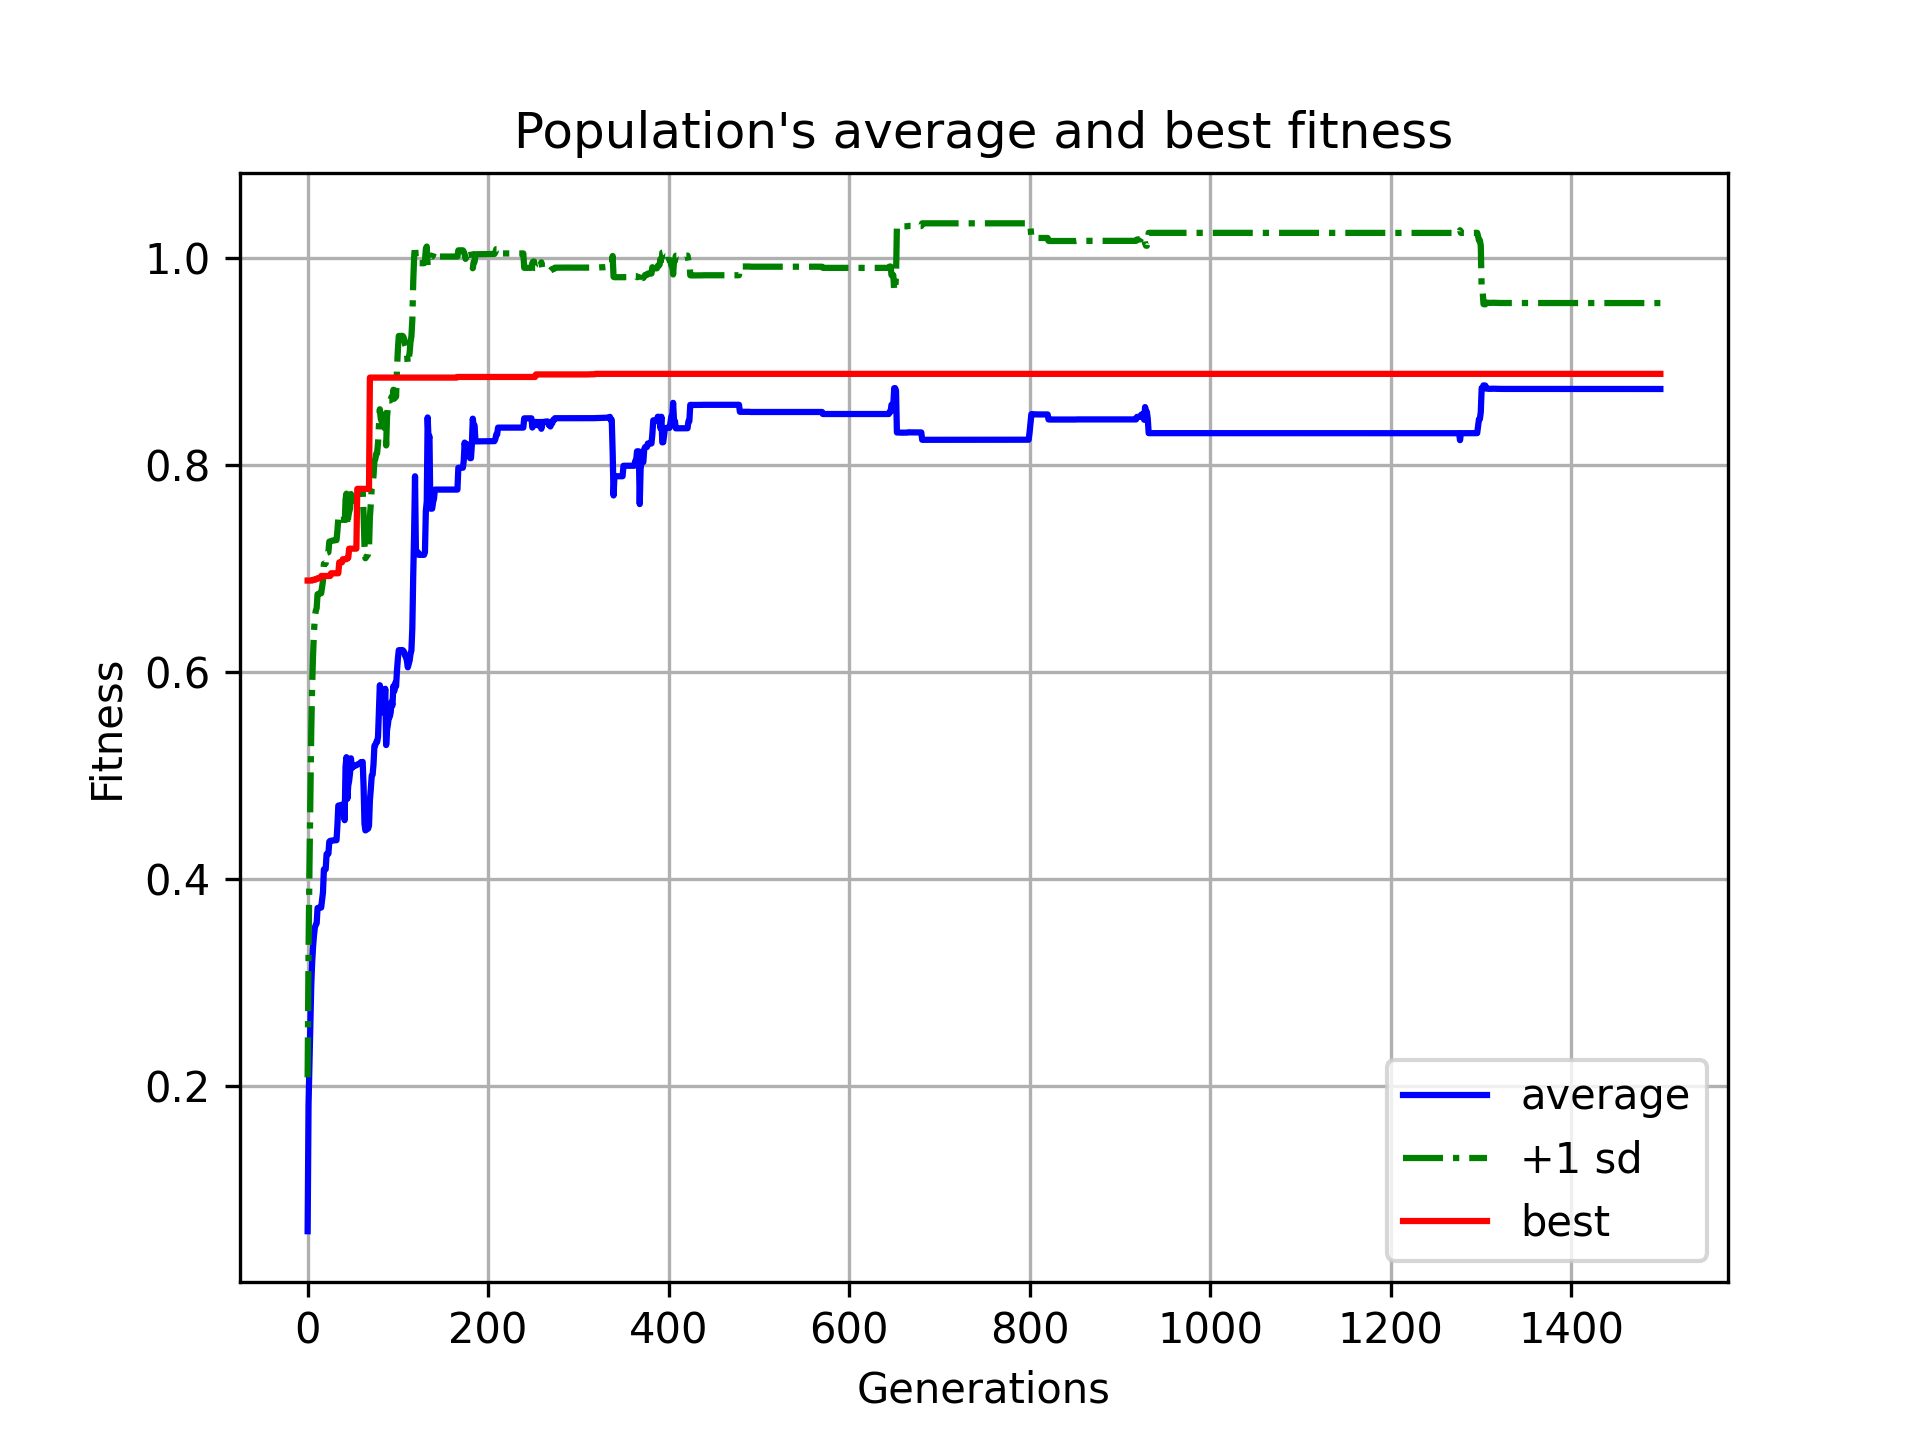 Population's average and best fitness
Fitness
1.0
0.8
0.6
0.4
0.2
0 200 400 600 800 1000 1200 1400
Generations
average
+1 sd
best